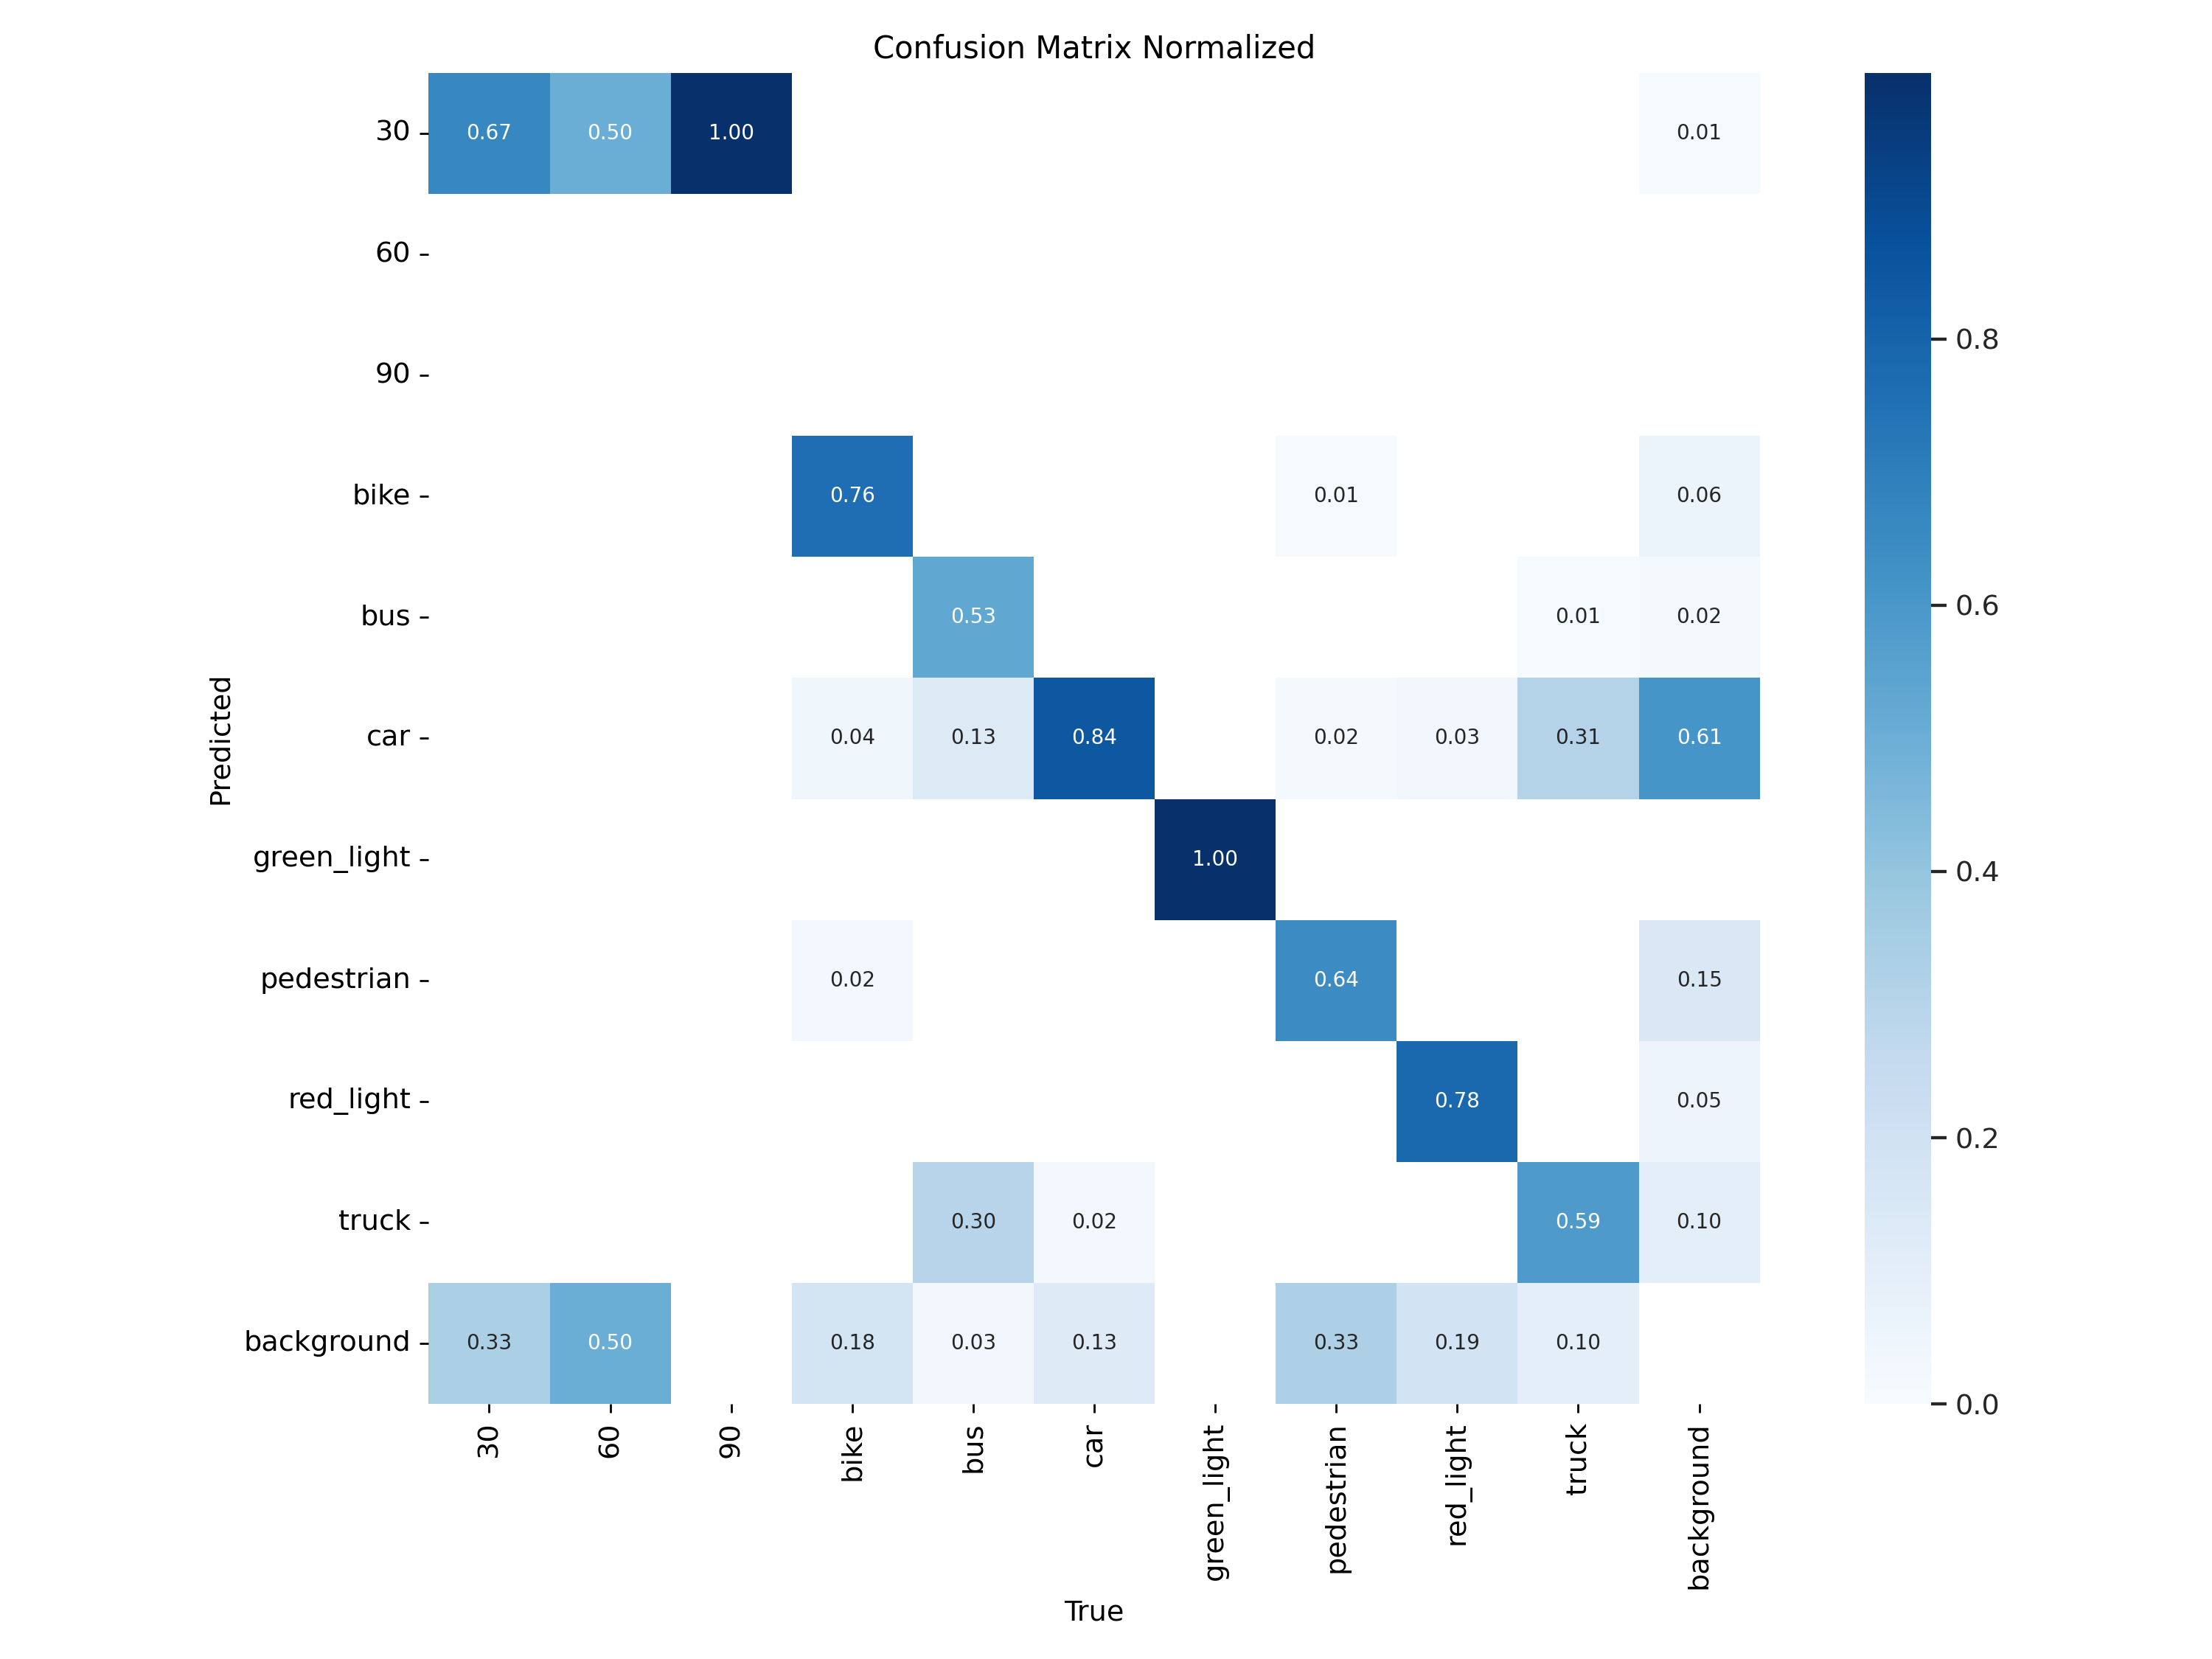 Confusion Matrix Normalized
30 0.67 0.50 1.00 0.01
60
90
bike 0.76 0.01 0.06
bus 0.53 0.01 0.02
car 0.04 0.13 0.84 0.02 0.03 0.31 0.61
green_light 1.00
pedestrian 0.02 0.64 0.15
red_light 0.78 0.05
truck 0.30 0.02 0.59 0.10
background 0.33 0.50 0.18 0.03 0.13 0.33 0.19 0.10
Predicted
30 60 90 bike bus car green_light pedestrian red_light truck background
True
0.8
0.6
0.4
0.2
0.0